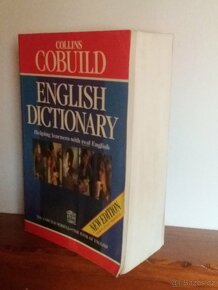 COLLINS
COBUILD
ENGLISH
DICTIONARY
Helping learners with real English
NEW EDITION